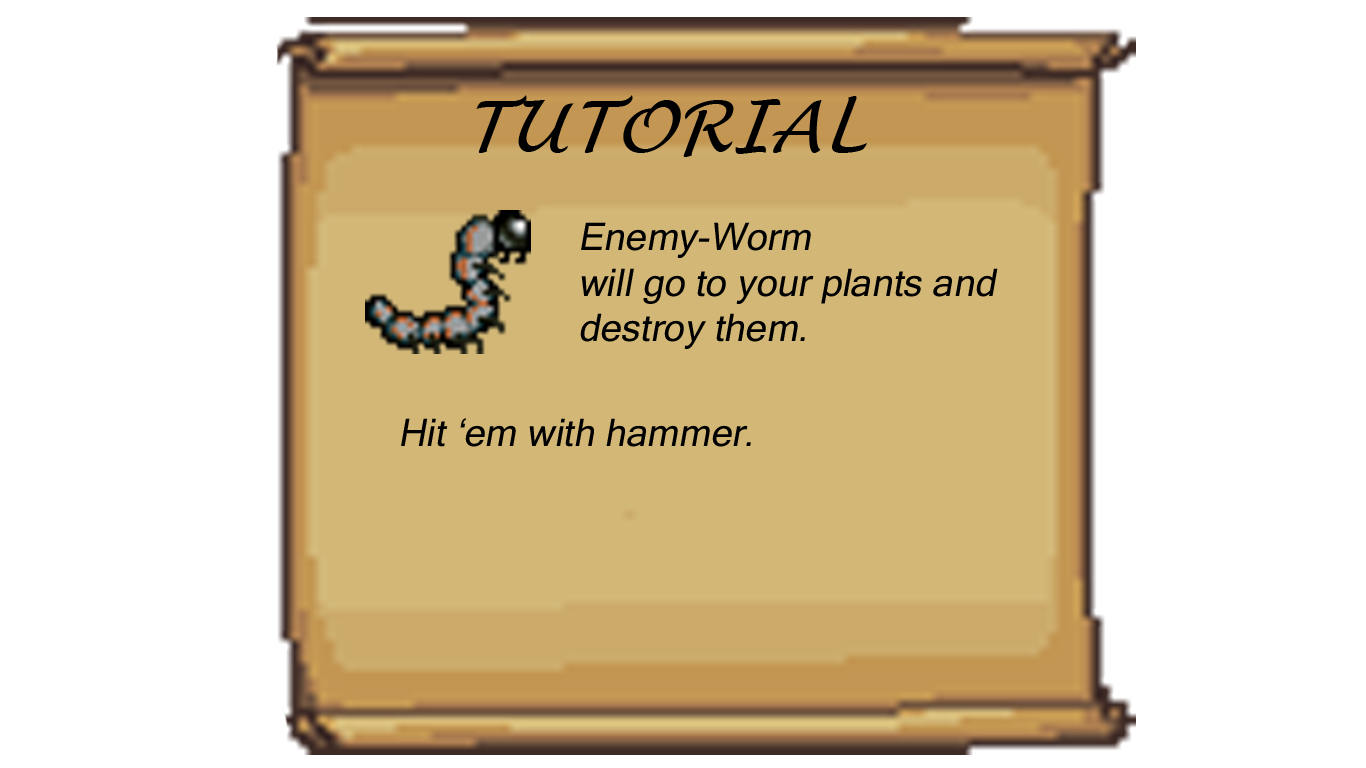 TUTORIAL
Enemy-Worm
will go to your plants and
destroy them.
Hit ‘em with hammer.